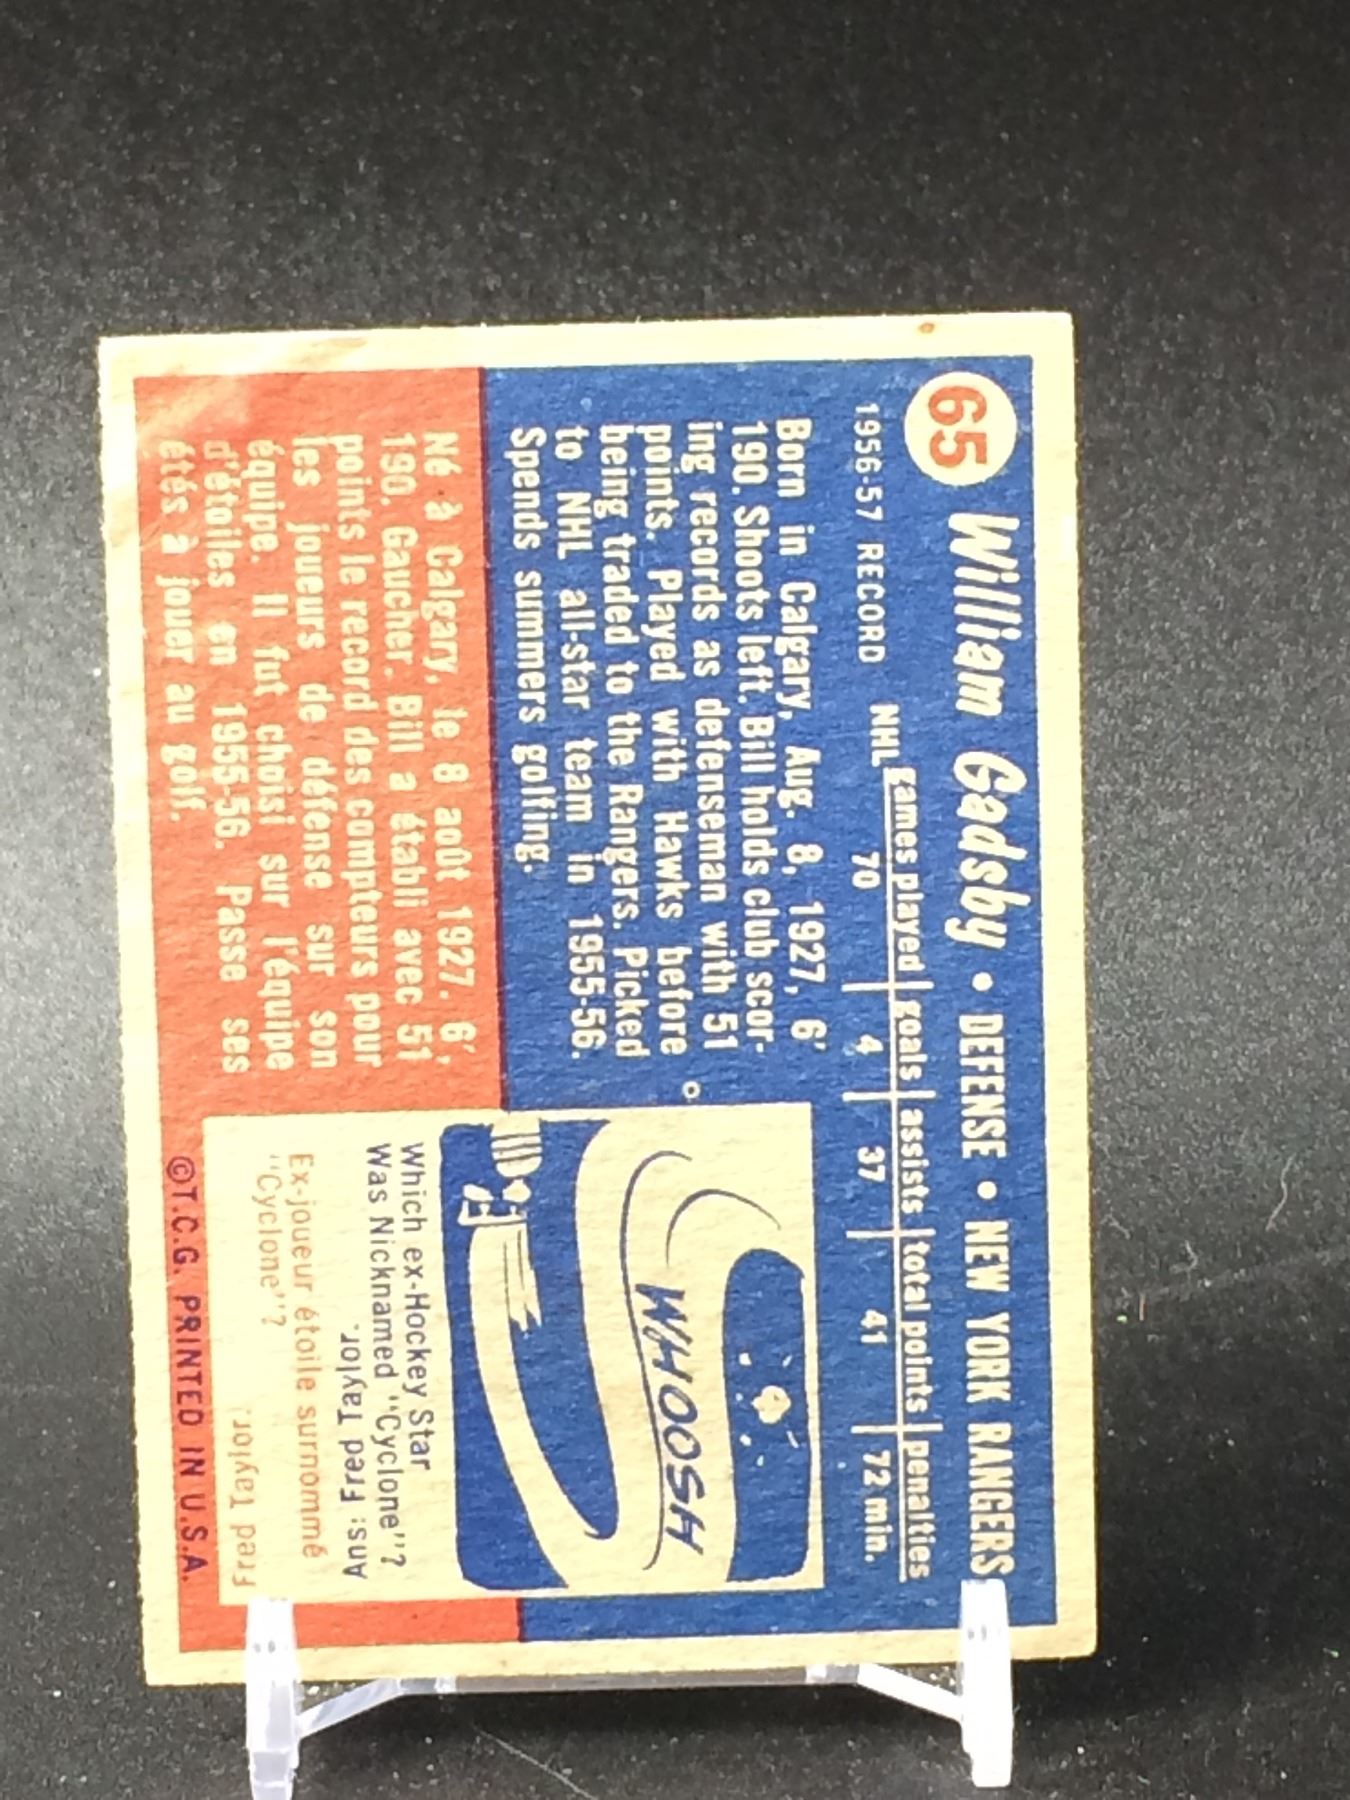 65 William Gadsby • DEFENSE • NEW YORK RANGERS
games played goals assists total points penalties
1956-57 RECORD NHL 70 4 37 41 72 min.
Born in Calgary, Aug. 8, 1927, 6'
190. Shoots left. Bill holds club scor-
ing records as defenseman with 51
points. Played with Hawks before
being traded to the Rangers. Picked
to NHL all-star team in 1955-56.
Spends summers golfing.
Né à Calgary, le 8 août 1927. 6',
190. Gaucher. Bill a établi avec 51
points le record des compteurs pour
les joueurs de défense sur son
équipe. Il fut choisi sur l'équipe
d'étoiles en 1955-56. Passe ses
étés à jouer au golf.
WHOOSH
Which ex-Hockey Star
was Nicknamed "Cyclone"?
Ans: Fred Taylor.
Ex-joueur étoile surnommé
"Cyclone"?
Fred Taylor.
©T.C.G. PRINTED IN U.S.A.